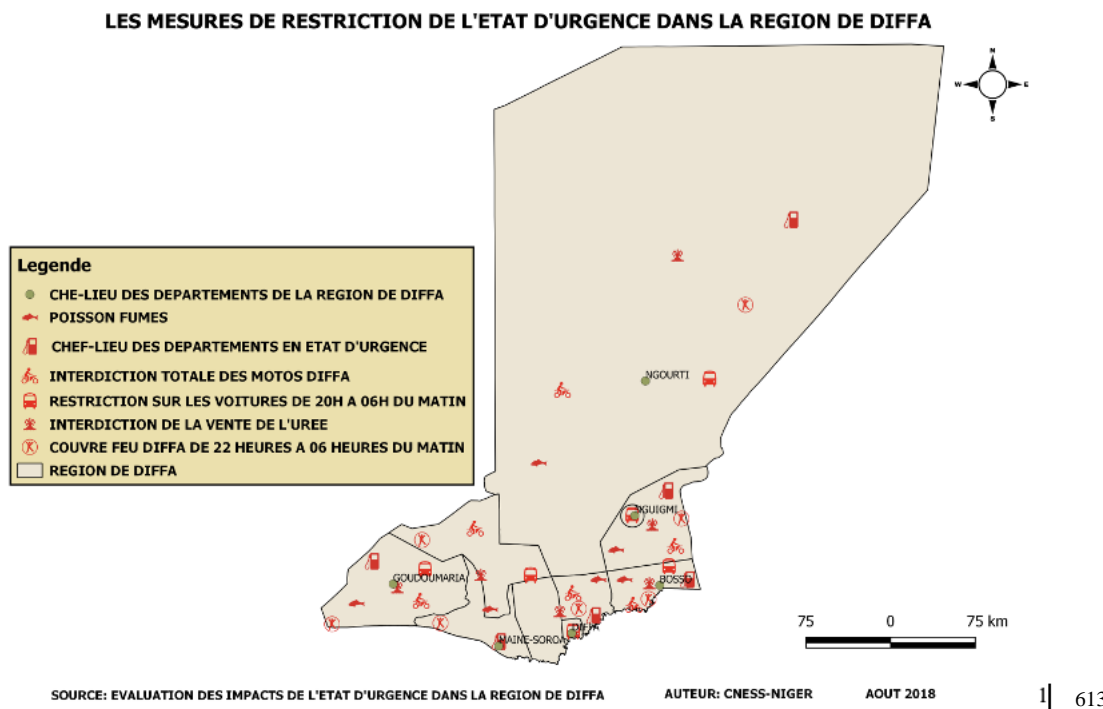 LES MESURES DE RESTRICTION DE L'ETAT D'URGENCE DANS LA REGION DE DIFFA
N
W
E
S
Legende
CHE-LIEU DES DEPARTEMENTS DE LA REGION DE DIFFA
POISSON FUMES
CHEF-LIEU DES DEPARTEMENTS EN ETAT D'URGENCE
INTERDICTION TOTALE DES MOTOS DIFFA
RESTRICTION SUR LES VOITURES DE 20H A 06H DU MATIN
INTERDICTION DE LA VENTE DE L'UREE
COUVRE FEU DIFFA DE 22 HEURES A 06 HEURES DU MATIN
REGION DE DIFFA
NGOURTI
NGUIGMI
GOUDOUMARIA
BOSSO
DIFFA
MAINE-SOROA
75 0 75 km
SOURCE: EVALUATION DES IMPACTS DE L'ETAT D'URGENCE DANS LA REGION DE DIFFA AUTEUR: CNESS-NIGER AOUT 2018
1 613